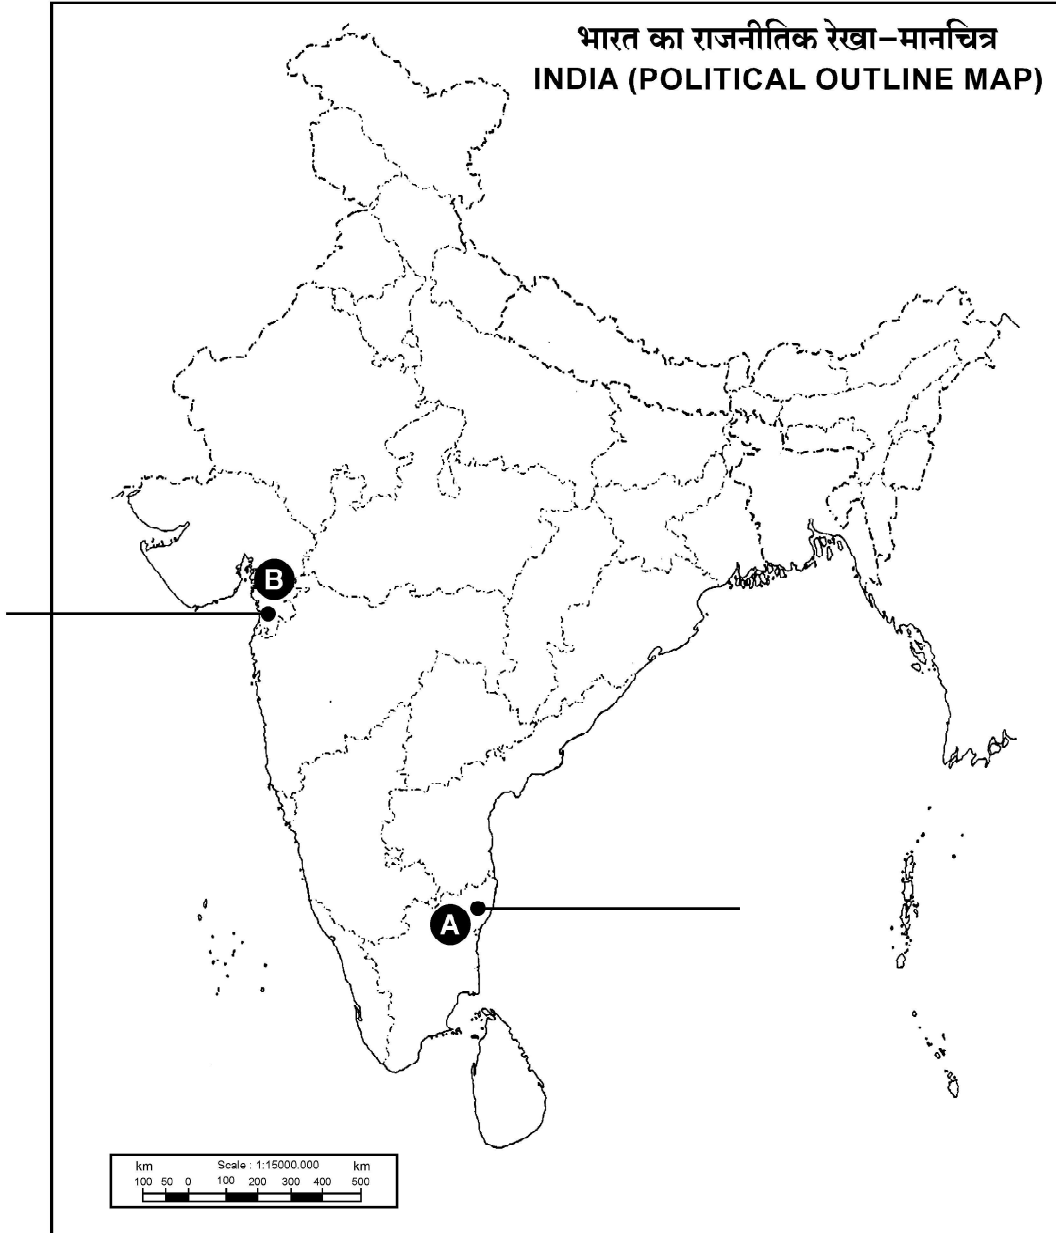 भारत का राजनीतिक रेखा–मानचित्र
INDIA (POLITICAL OUTLINE MAP)
B
A
km Scale : 1:15000.000 km
100 50 0 100 200 300 400 500